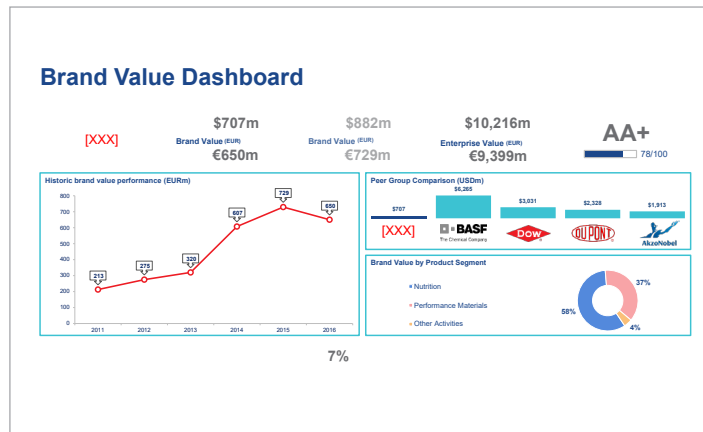 Brand Value Dashboard
[XXX]
$707m
Brand Value (EUR)
€650m
$882m
Brand Value (EUR)
€729m
$10,216m
Enterprise Value (EUR)
€9,399m
AA+
78/100
Historic brand value performance (EURm)
800
700
600
500
400
300
200
100
0
213
275
320
607
729
650
2011 2012 2013 2014 2015 2016
Peer Group Comparison (USDm)
$707
$6,265
$3,031
$2,328
$1,913
[XXX]
BASF
The Chemical Company
Dow
DUPONT
AkzoNobel
Brand Value by Product Segment
Nutrition
Performance Materials
Other Activities
37%
58%
4%
7%